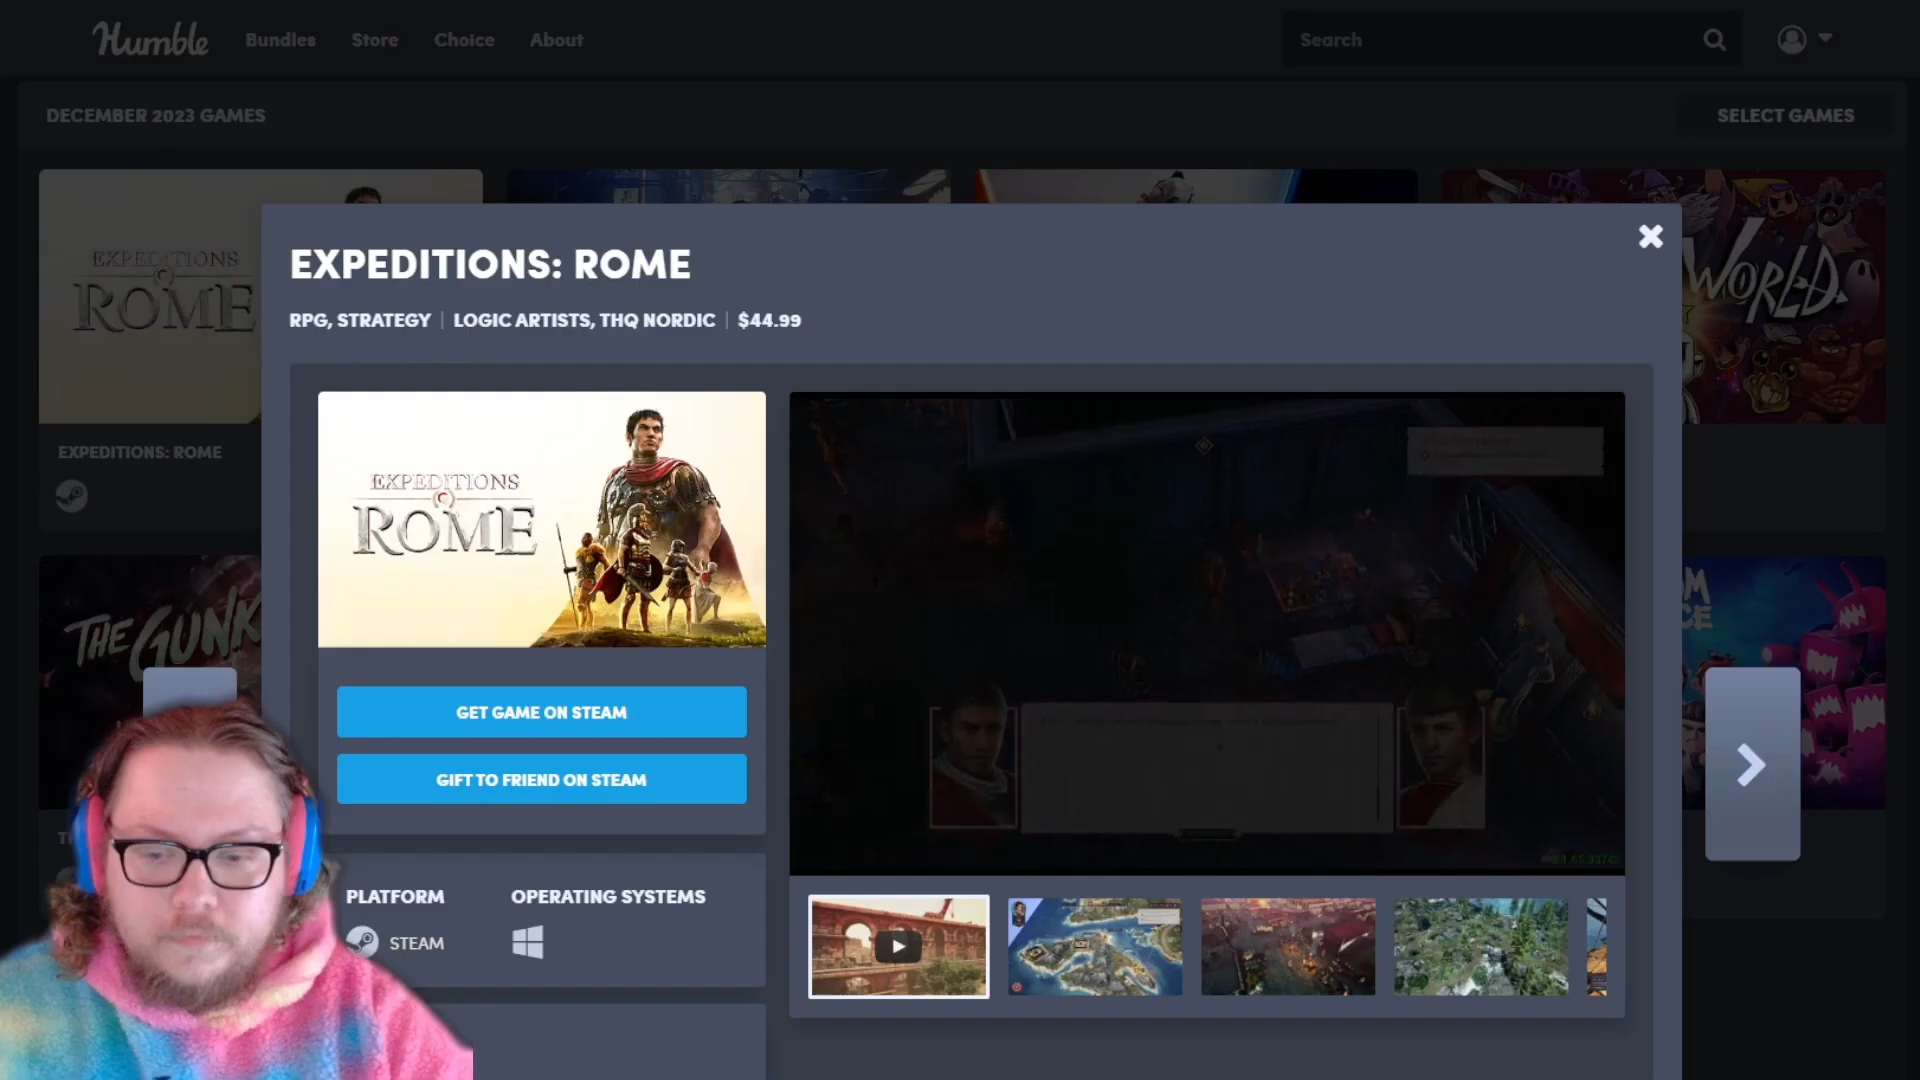 Humble
Bundles
Store
Choice
About
Search
DECEMBER 2023 GAMES
SELECT GAMES
EXPEDITIONS
ROME
WORLD
EXPEDITIONS: ROME
THE GUNK
EXPEDITIONS: ROME
RPG, STRATEGY | LOGIC ARTISTS, THQ NORDIC | $44.99
EXPEDITIONS
ROME
GET GAME ON STEAM
GIFT TO FRIEND ON STEAM
PLATFORM
OPERATING SYSTEMS
STEAM